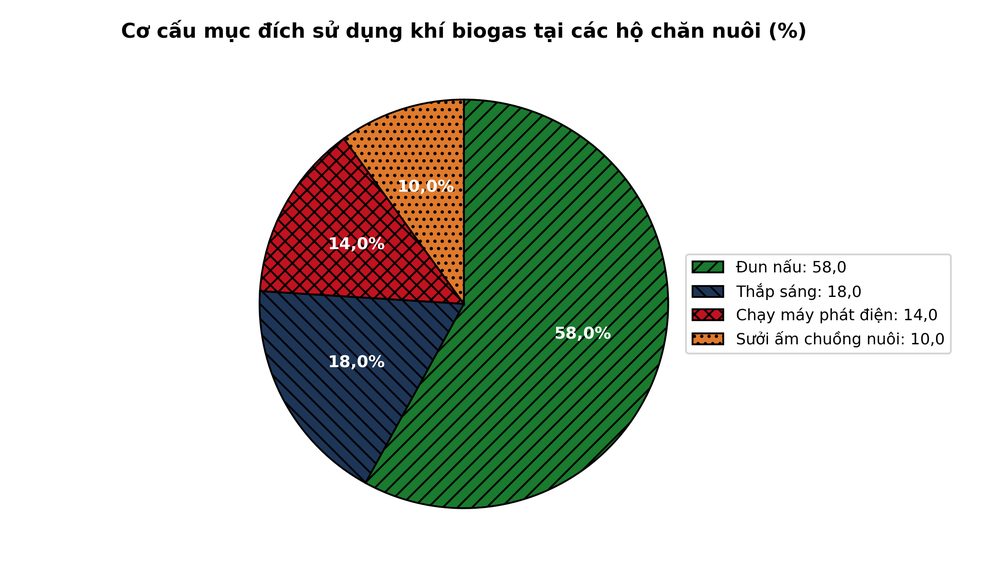 Cơ cấu mục đích sử dụng khí biogas tại các hộ chăn nuôi (%)
10,0%
14,0%
58,0%
18,0%
Đun nấu: 58,0
Thắp sáng: 18,0
Chạy máy phát điện: 14,0
Sưởi ấm chuồng nuôi: 10,0